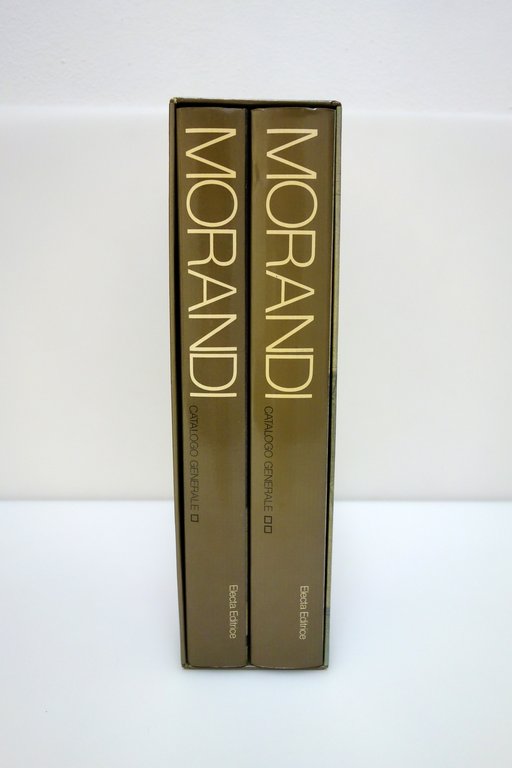 MORANDI
CATALOGO GENERALE □
Electa Editrice
MORANDI
CATALOGO GENERALE □□
Electa Editrice